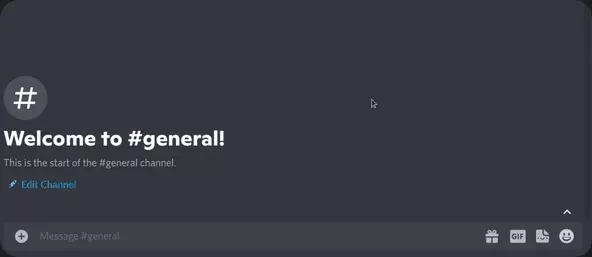 #
Welcome to #general!
This is the start of the #general channel.
Edit Channel
Message #general
GIF